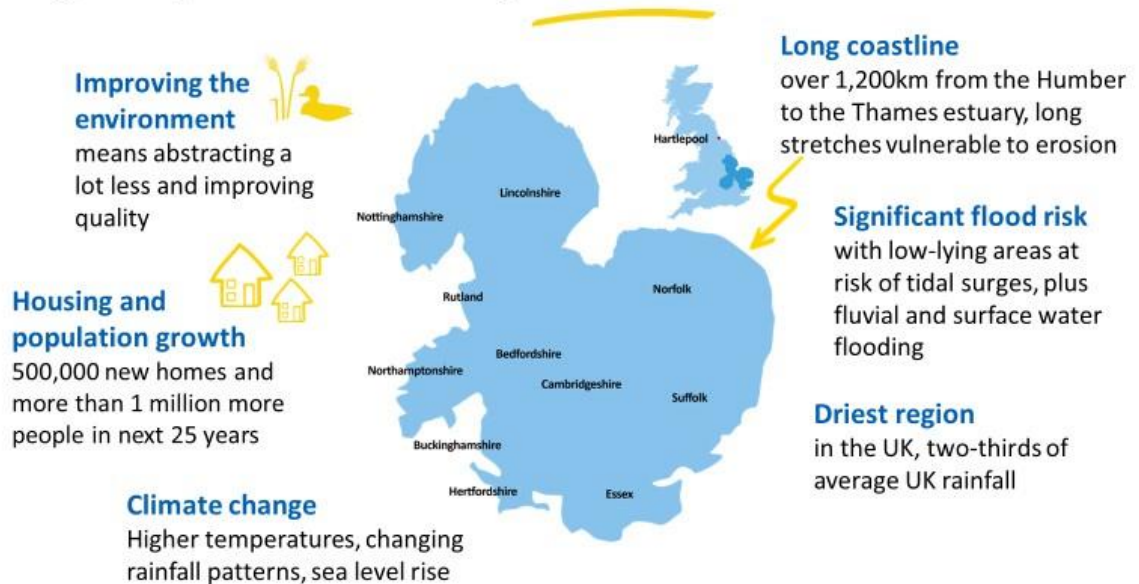 Improving the
environment
means abstracting a
lot less and improving
quality
Housing and
population growth
500,000 new homes and
more than 1 million more
people in next 25 years
Climate change
Higher temperatures, changing
rainfall patterns, sea level rise
Hartlepool
Lincolnshire
Nottinghamshire
Rutland
Norfolk
Bedfordshire
Northamptonshire
Cambridgeshire
Suffolk
Buckinghamshire
Hertfordshire
Essex
Long coastline
over 1,200km from the Humber
to the Thames estuary, long
stretches vulnerable to erosion
Significant flood risk
with low-lying areas at
risk of tidal surges, plus
fluvial and surface water
flooding
Driest region
in the UK, two-thirds of
average UK rainfall